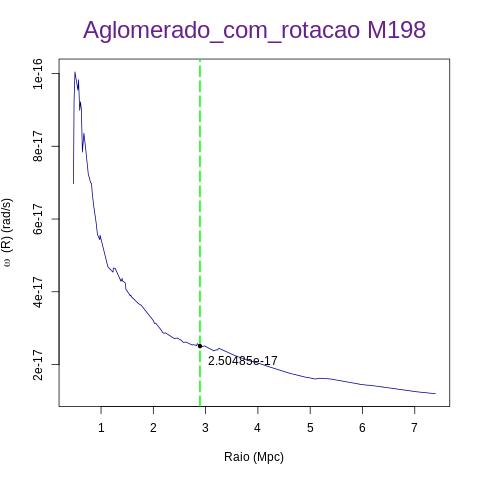 Aglomerado_com_rotacao M198
1e-16
8e-17
6e-17
4e-17
2e-17
ω (R) (rad/s)
2.50485e-17
1 2 3 4 5 6 7
Raio (Mpc)